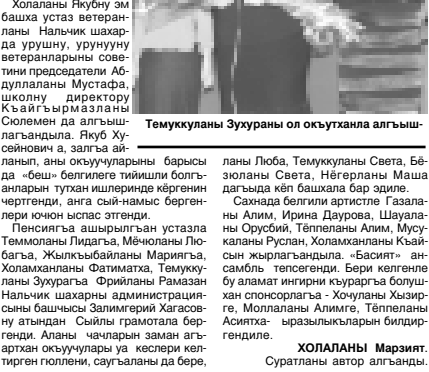 Холаланы Якубну эм
башха устаз ветеран-
ланы Нальчик шахар-
да урушну, урунууну
ветеранларыны сове-
тини председатели Аб-
дуллаланы Мустафа,
школну директору
Къайгъырмазланы
Сюлемен да алгъыш-
лагъандыла. Якуб Ху-
сейнович а, залгъа ай-
ланып, аны окъуучуларыны барысы
да «беш» белгилеге тийишли болгъ-
анларын тутхан ишлеринде кёргенин
чертгенди, анга сый-намыс берген-
лери ючюн ыспас этгенди.
Пенсиягъа ашырылгъан устазла
Теммоланы Лидагъа, Мёчюланы Лю-
багъа, Жылкъыбайланы Мариягъа,
Холамханланы Фатиматха, Темукку-
ланы Зухурагъа Фрийланы Рамазан
Нальчик шахарны администрация-
сыны башчысы Залимгерий Хагасов-
ну атындан Сыйлы грамотала бер-
генди. Аланы чачларын заман агъ-
артхан окъуучулары уа кеслери кел-
тирген гюллени, саугъаланы да бере,
Темуккуланы Зухураны ол окъутханла алгъыш-
ланы Люба, Темуккуланы Света, Бё-
зюланы Света, Нёгерланы Маша
дагъыда кёп башхала бар эдиле.
Сахнада белгили артистле Газала-
ны Алим, Ирина Даурова, Шауала-
ны Орусбий, Тёппеланы Алим, Мусу-
каланы Руслан, Холамханланы Къай-
сын жырлагъандыла. «Басият» ан-
самбль тепсегенди. Бери келгенле
бу аламат ингирни къураргъа болуш-
хан спонсорлагъа - Хочуланы Хызир-
ге, Моллаланы Алимге, Тёппеланы
Асиятха- ыразылыкъларын билдир-
гендиле.
ХОЛАЛАНЫ Марзият.
Суратланы автор алгъанды.